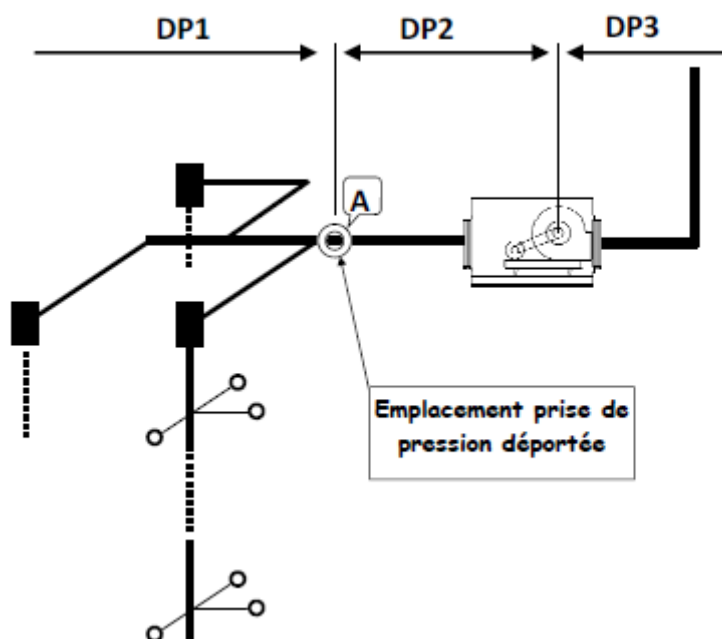 DP1
DP2
DP3
A
Emplacement prise de
pression déportée